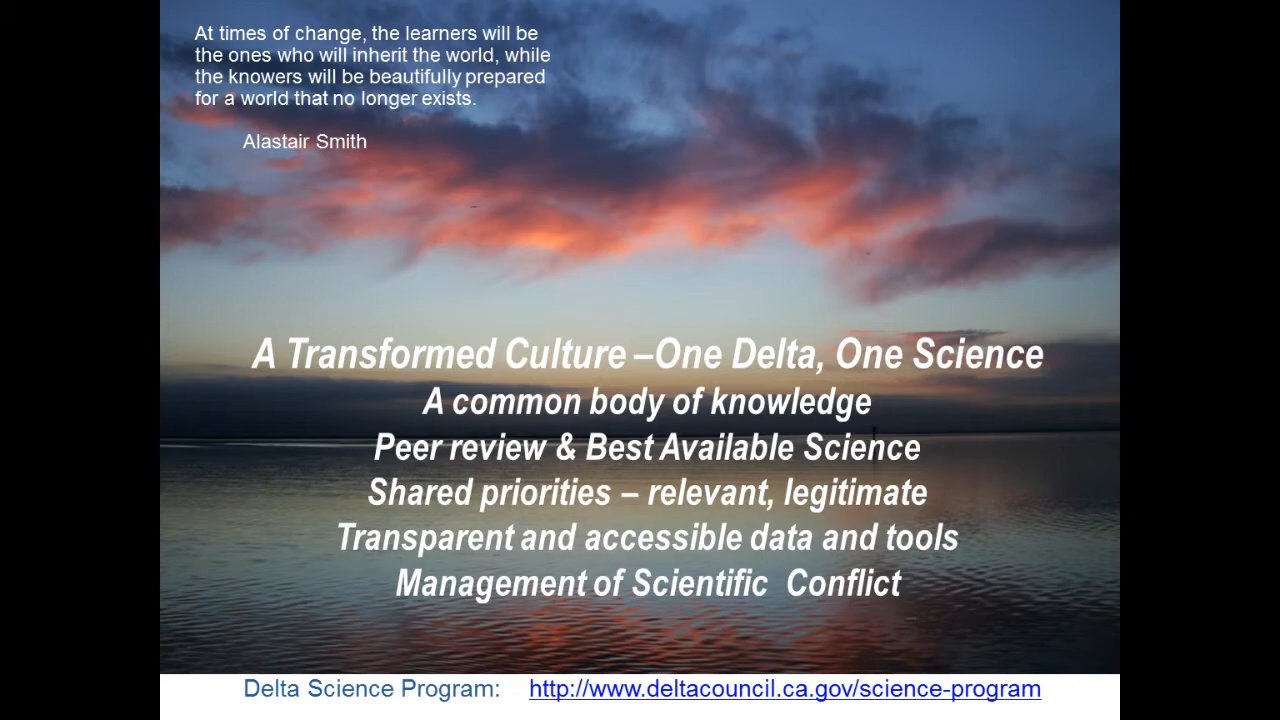 At times of change, the learners will be
the ones who will inherit the world, while
the knowers will be beautifully prepared
for a world that no longer exists.
Alastair Smith
A Transformed Culture –One Delta, One Science
A common body of knowledge
Peer review & Best Available Science
Shared priorities – relevant, legitimate
Transparent and accessible data and tools
Management of Scientific  Conflict
Delta Science Program: http://www.deltacouncil.ca.gov/science-program